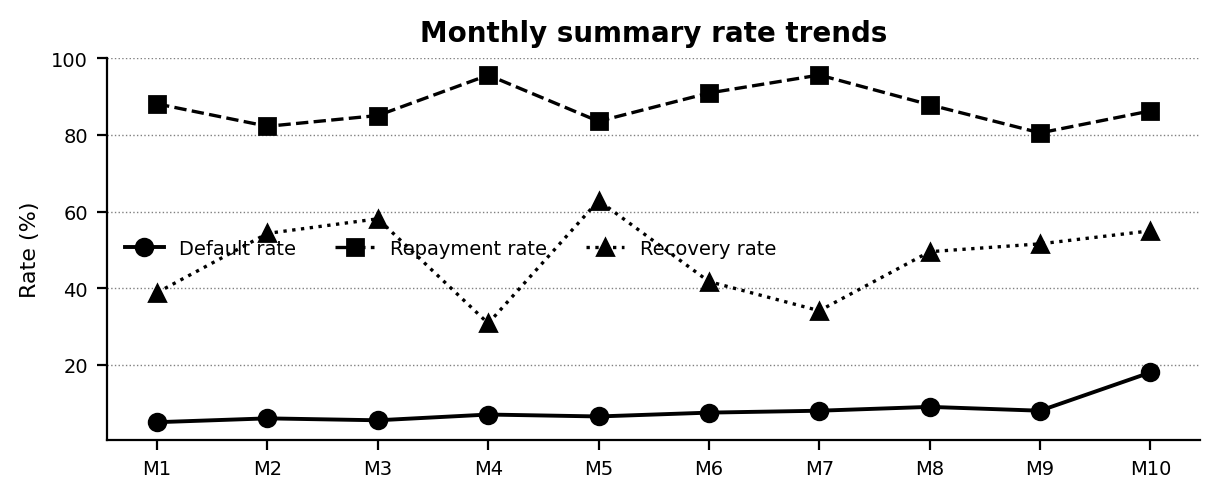 Monthly summary rate trends
100
80
60
40
20
Rate (%)
Default rate
Repayment rate
Recovery rate
M1 M2 M3 M4 M5 M6 M7 M8 M9 M10